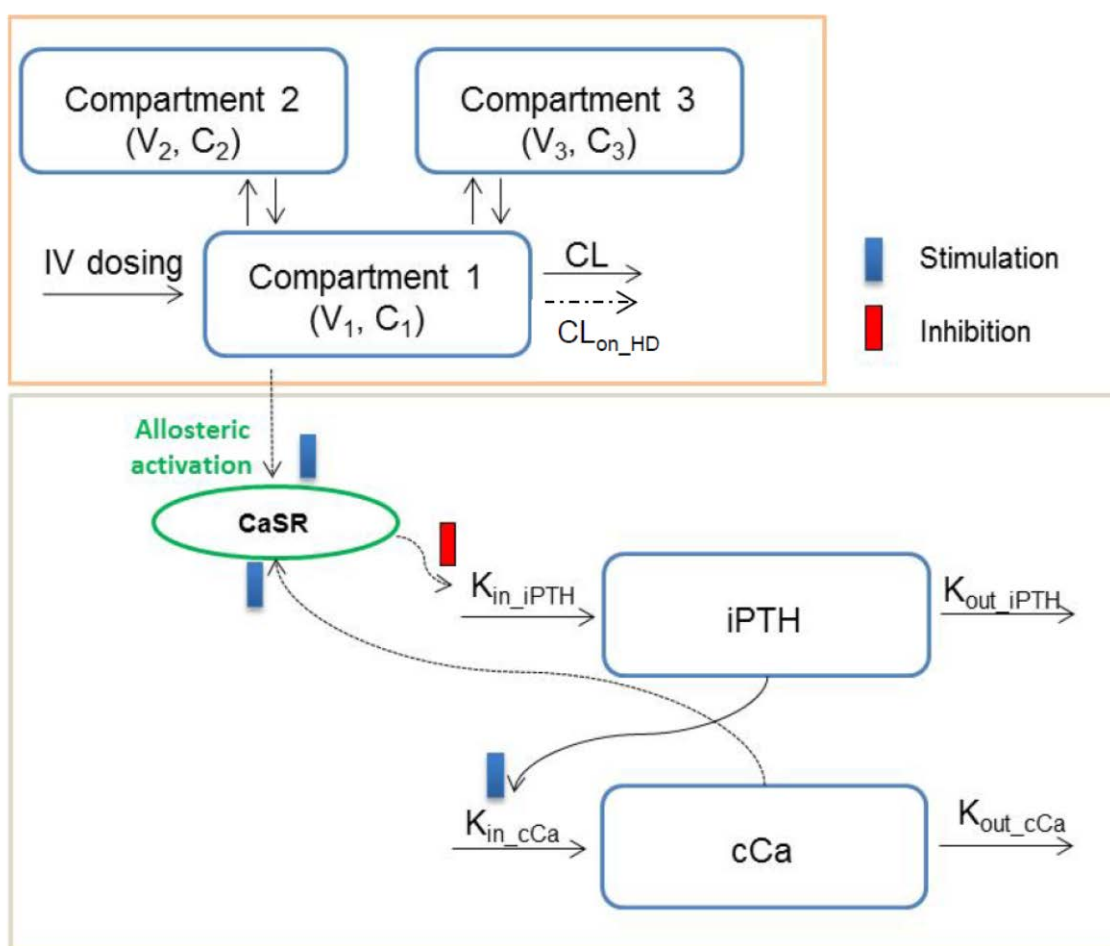 Compartment 2
(V₂, C₂)
Compartment 3
(V₃, C₃)
IV dosing
Compartment 1
(V₁, C₁)
CL
CLon_HD
Stimulation
Inhibition
Allosteric
activation
CaSR
Kin_iPTH
iPTH
Kout_iPTH
Kin_cCa
cCa
Kout_cCa